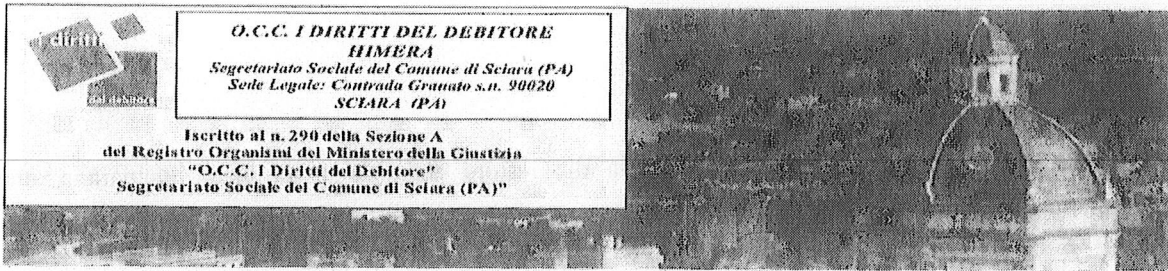 i diritti
del debitore
O.C.C. I DIRITTI DEL DEBITORE
HIMERA
Segretariato Sociale del Comune di Sciara (PA)
Sede Legale: Contrada Granato s.n. 90020
SCIARA (PA)
Iscritto al n. 290 della Sezione A
del Registro Organismi del Ministero della Giustizia
"O.C.C. I Diritti del Debitore"
Segretariato Sociale del Comune di Sciara (PA)"